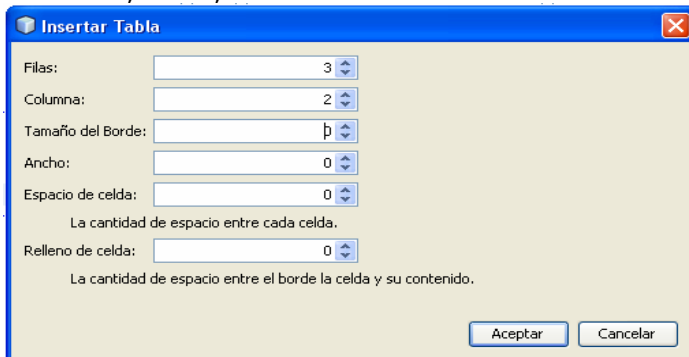 Insertar Tabla
Filas: 3
Columna: 2
Tamaño del Borde: 0
Ancho: 0
Espacio de celda: 0
La cantidad de espacio entre cada celda.
Relleno de celda: 0
La cantidad de espacio entre el borde la celda y su contenido.
Aceptar Cancelar